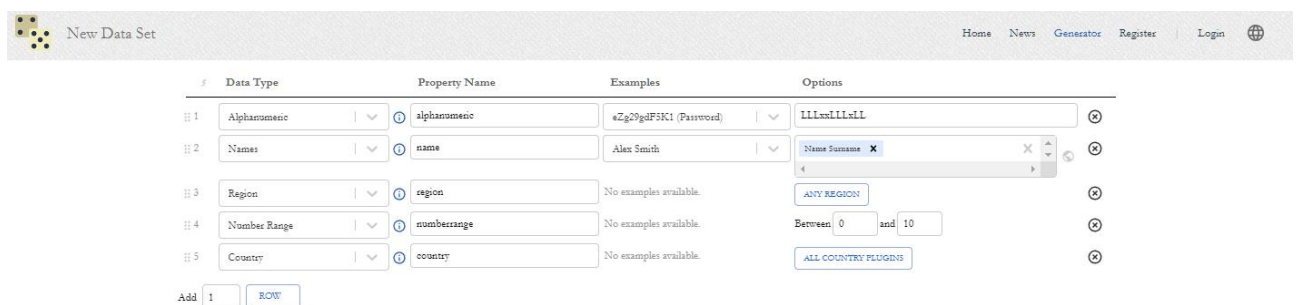 New Data Set Home News Generator Register Login
Data Type Property Name Examples Options
1 Alphanumeric alphanumeric eZg29gdF5K1 (Password) LLLxxLLLxLL
2 Names name Alex Smith Name Surname
3 Region region No examples available. ANY REGION
4 Number Range numberrange No examples available. Between 0 and 10
5 Country country No examples available. ALL COUNTRY PLUGINS
Add 1 ROW